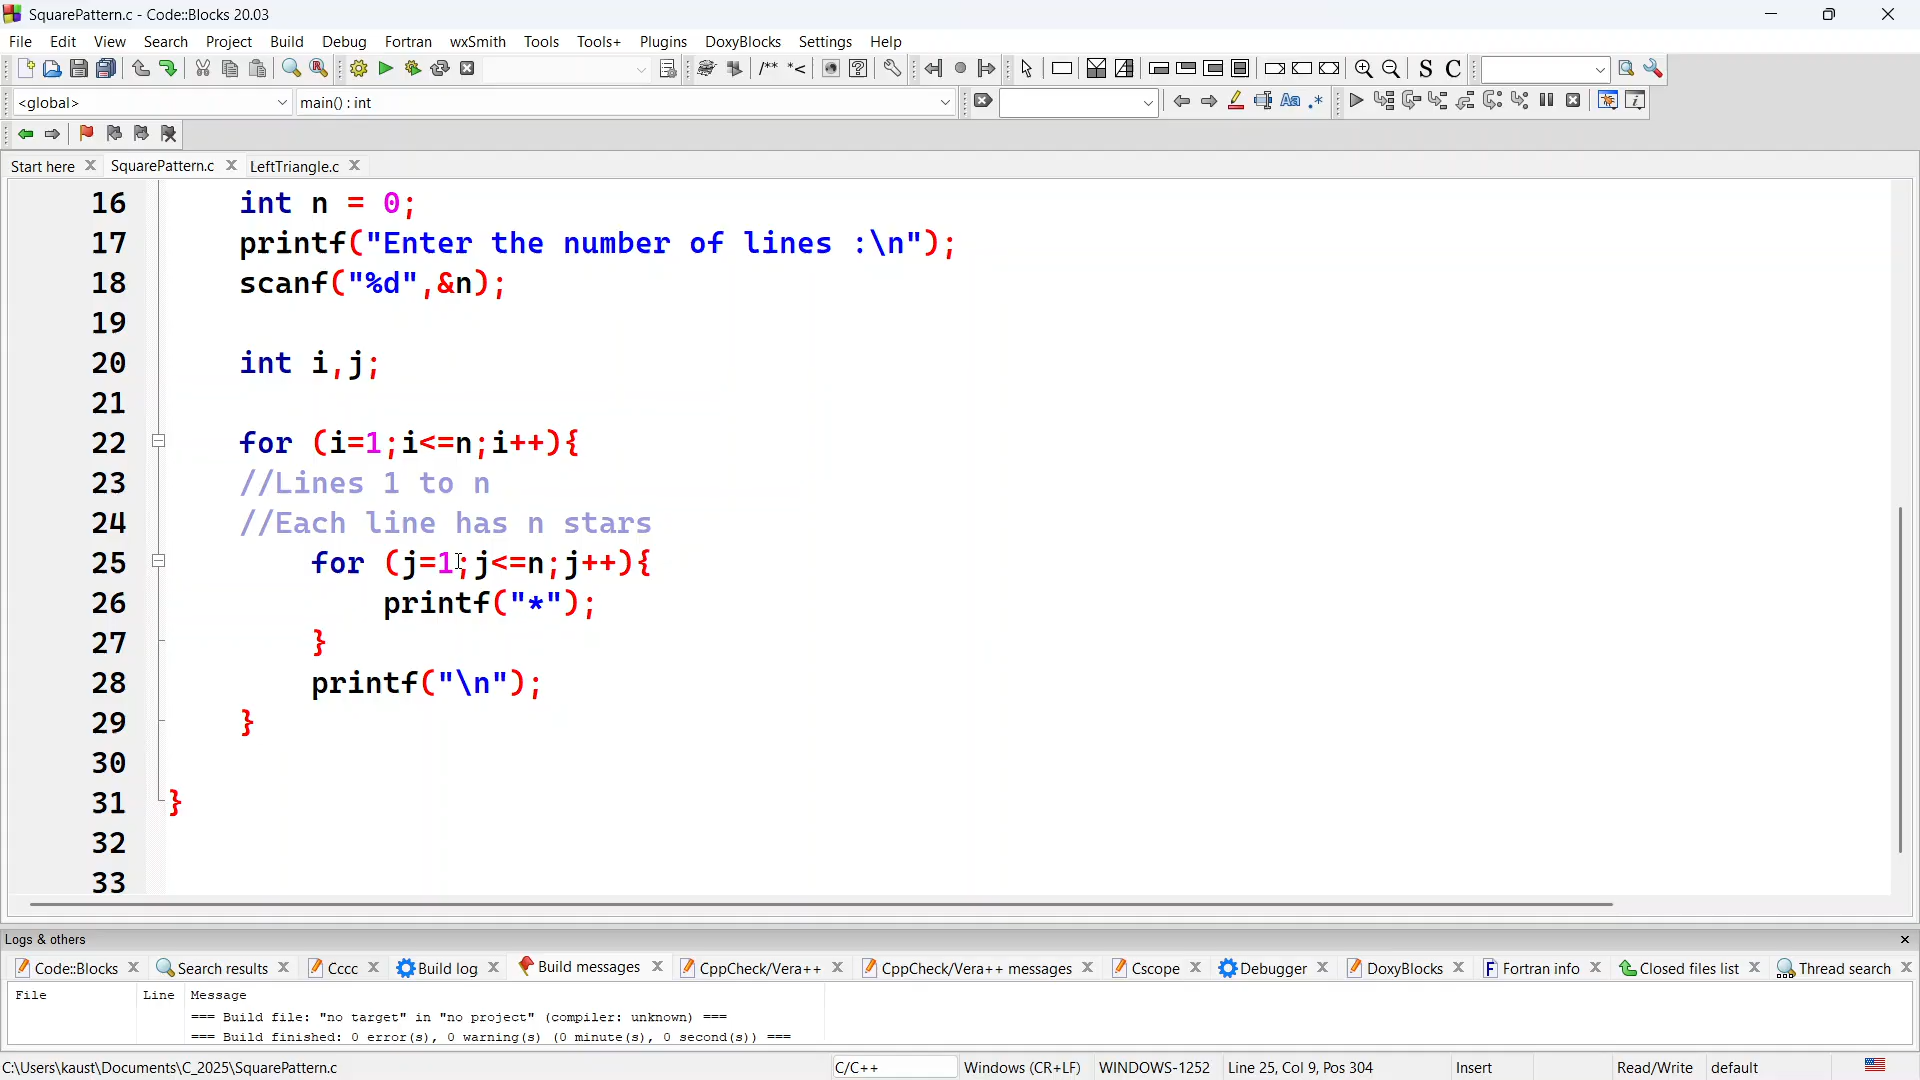 SquarePattern.c - Code::Blocks 20.03
File Edit View Search Project Build Debug Fortran wxSmith Tools Tools+ Plugins DoxyBlocks Settings Help
/** *< S C
<global> main() : int
Aa .*
Start here SquarePattern.c LeftTriangle.c
16 int n = 0;
17 printf("Enter the number of lines :\n");
18 scanf("%d",&n);
19
20 int i,j;
21
22 for (i=1;i<=n;i++){
23 //Lines 1 to n
24 //Each line has n stars
25 for (j=1;j<=n;j++){
26 printf("*");
27 }
28 printf("\n");
29 }
30
31 }
32
33
Logs & others
Code::Blocks Search results Cccc Build log Build messages CppCheck/Vera++ CppCheck/Vera++ messages Cscope Debugger DoxyBlocks F Fortran info Closed files list Thread search
File Line Message
=== Build file: "no target" in "no project" (compiler: unknown) ===
=== Build finished: 0 error(s), 0 warning(s) (0 minute(s), 0 second(s)) ===
C:\Users\kaust\Documents\C_2025\SquarePattern.c C/C++ Windows (CR+LF) WINDOWS-1252 Line 25, Col 9, Pos 304 Insert Read/Write default